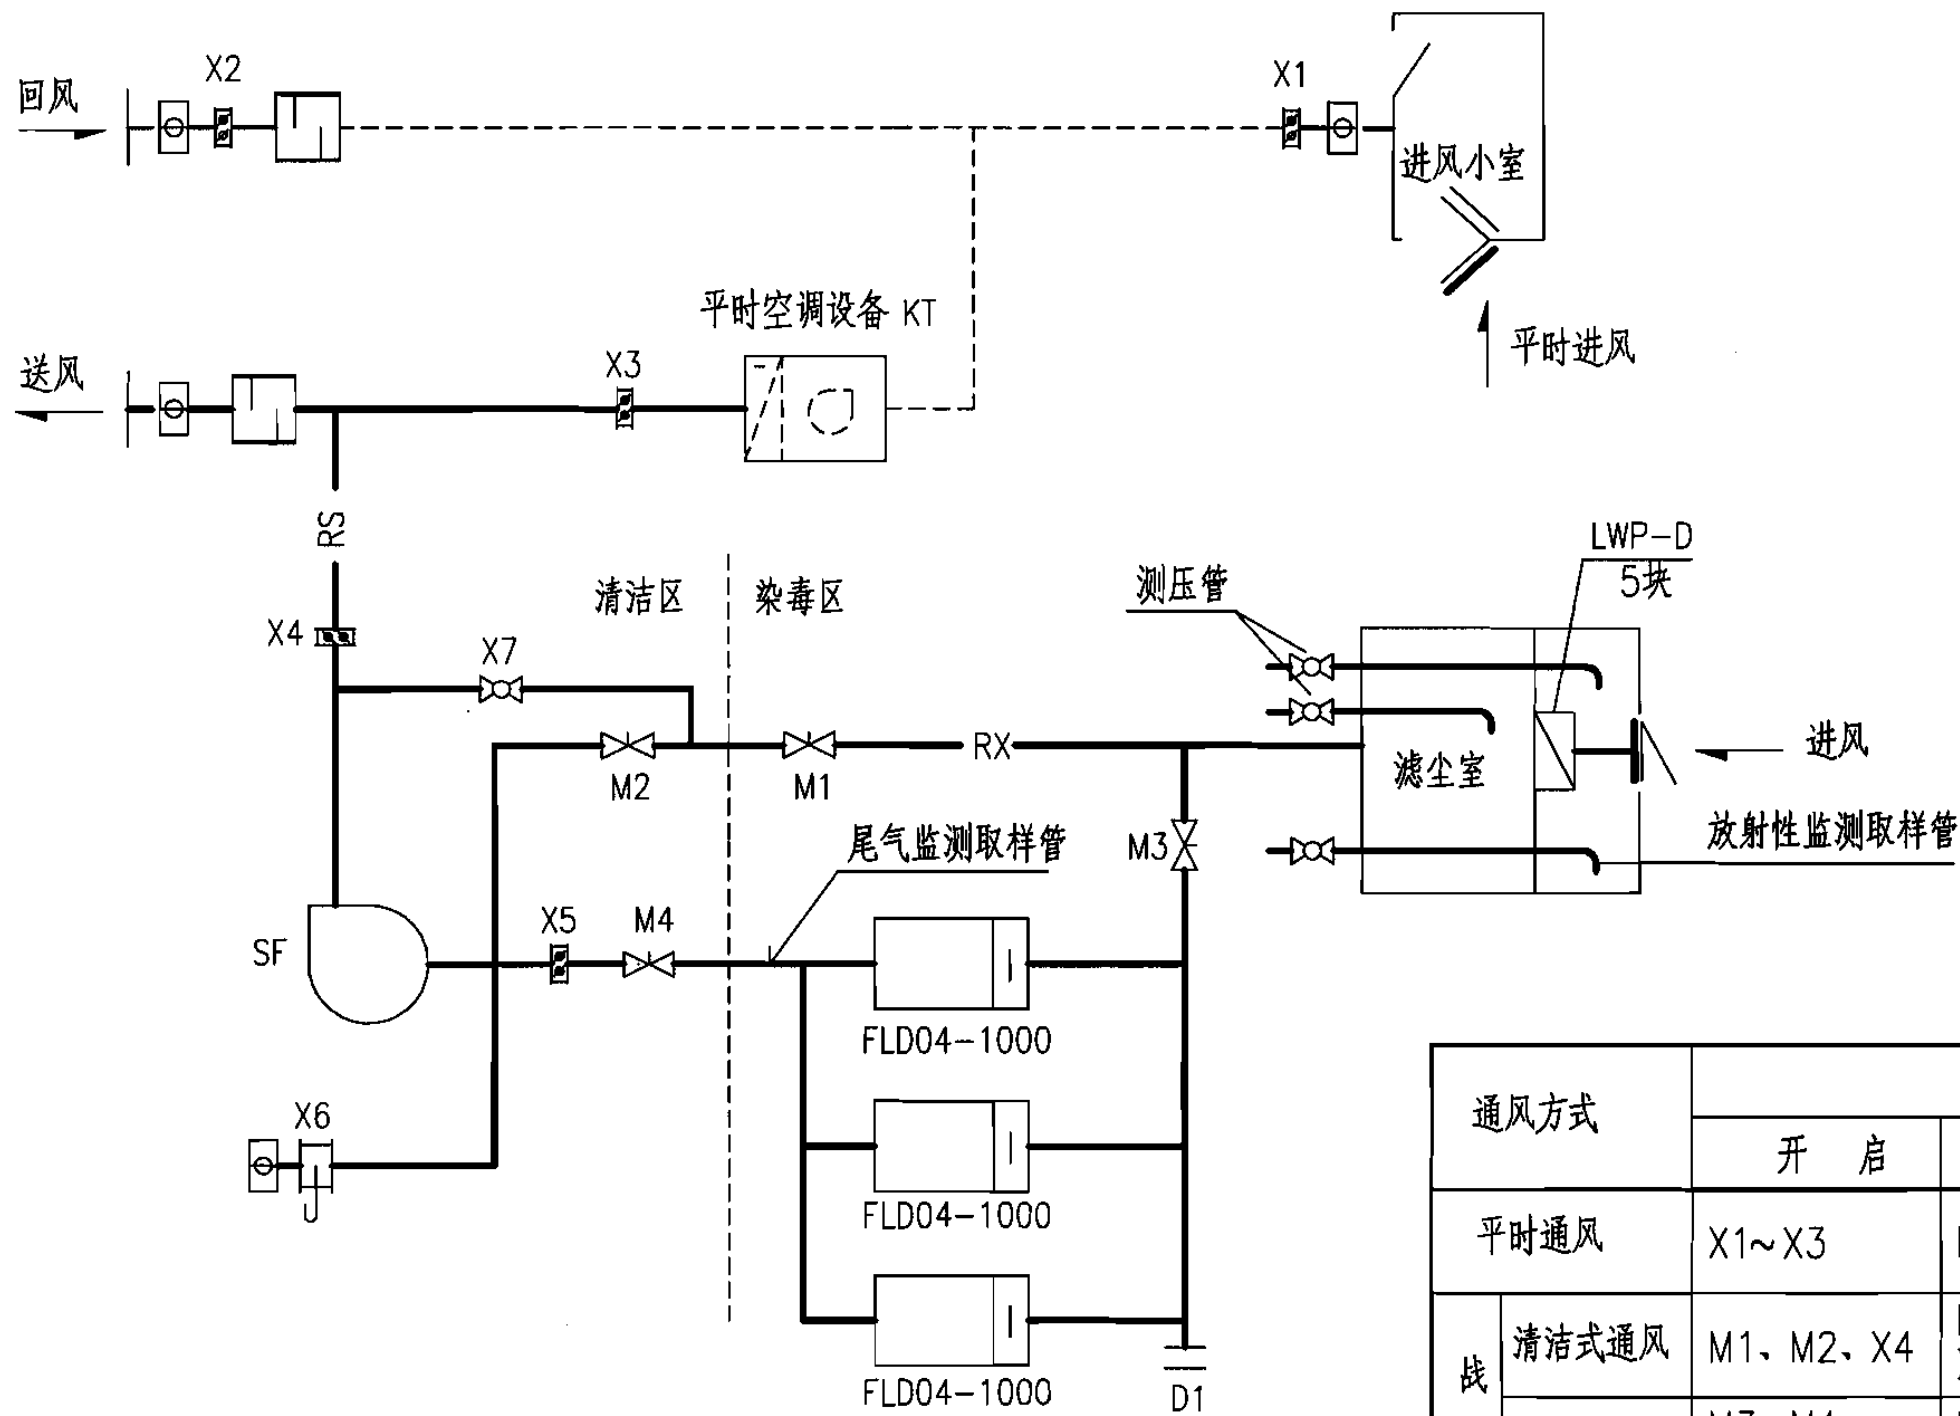 X2
X1
回风
进风小室
平时空调设备 KT
平时进风
送风
X3
RS
LWP-D
5块
测压管
清洁区
染毒区
X4
X7
RX
进风
M2
M1
滤尘室
尾气监测取样管
M3
放射性监测取样管
X5
M4
SF
FLD04-1000
X6
FLD04-1000
FLD04-1000
D1
通风方式
开 启
平时通风
X1~X3
战
清洁式通风
M1、M2、X4